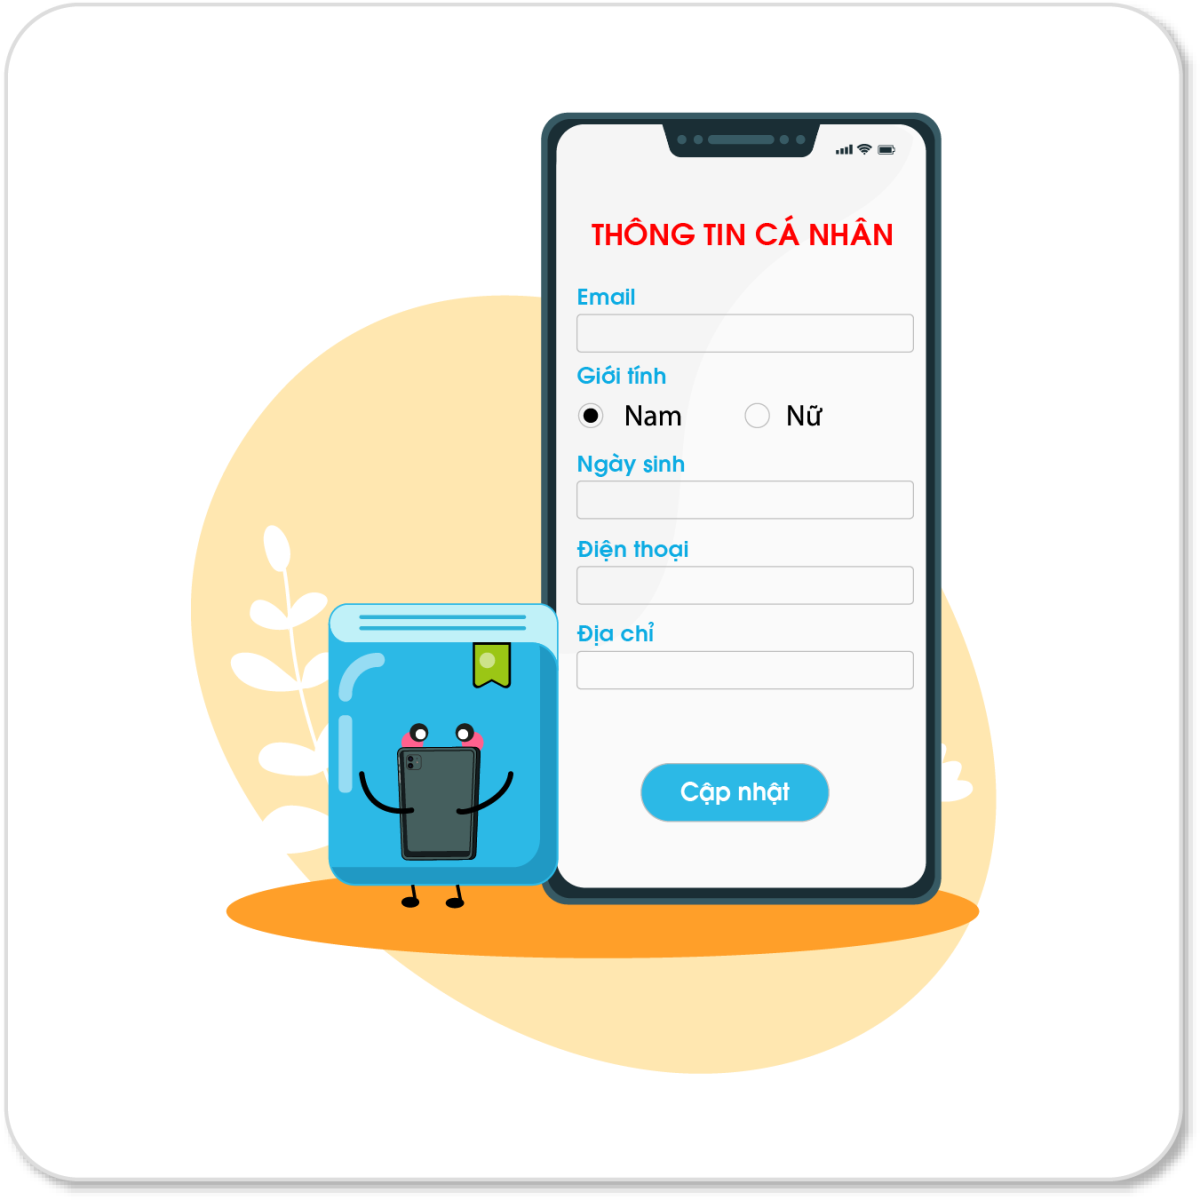 THÔNG TIN CÁ NHÂN
Email
Giới tính
Nam Nữ
Ngày sinh
Điện thoại
Địa chỉ
Cập nhật